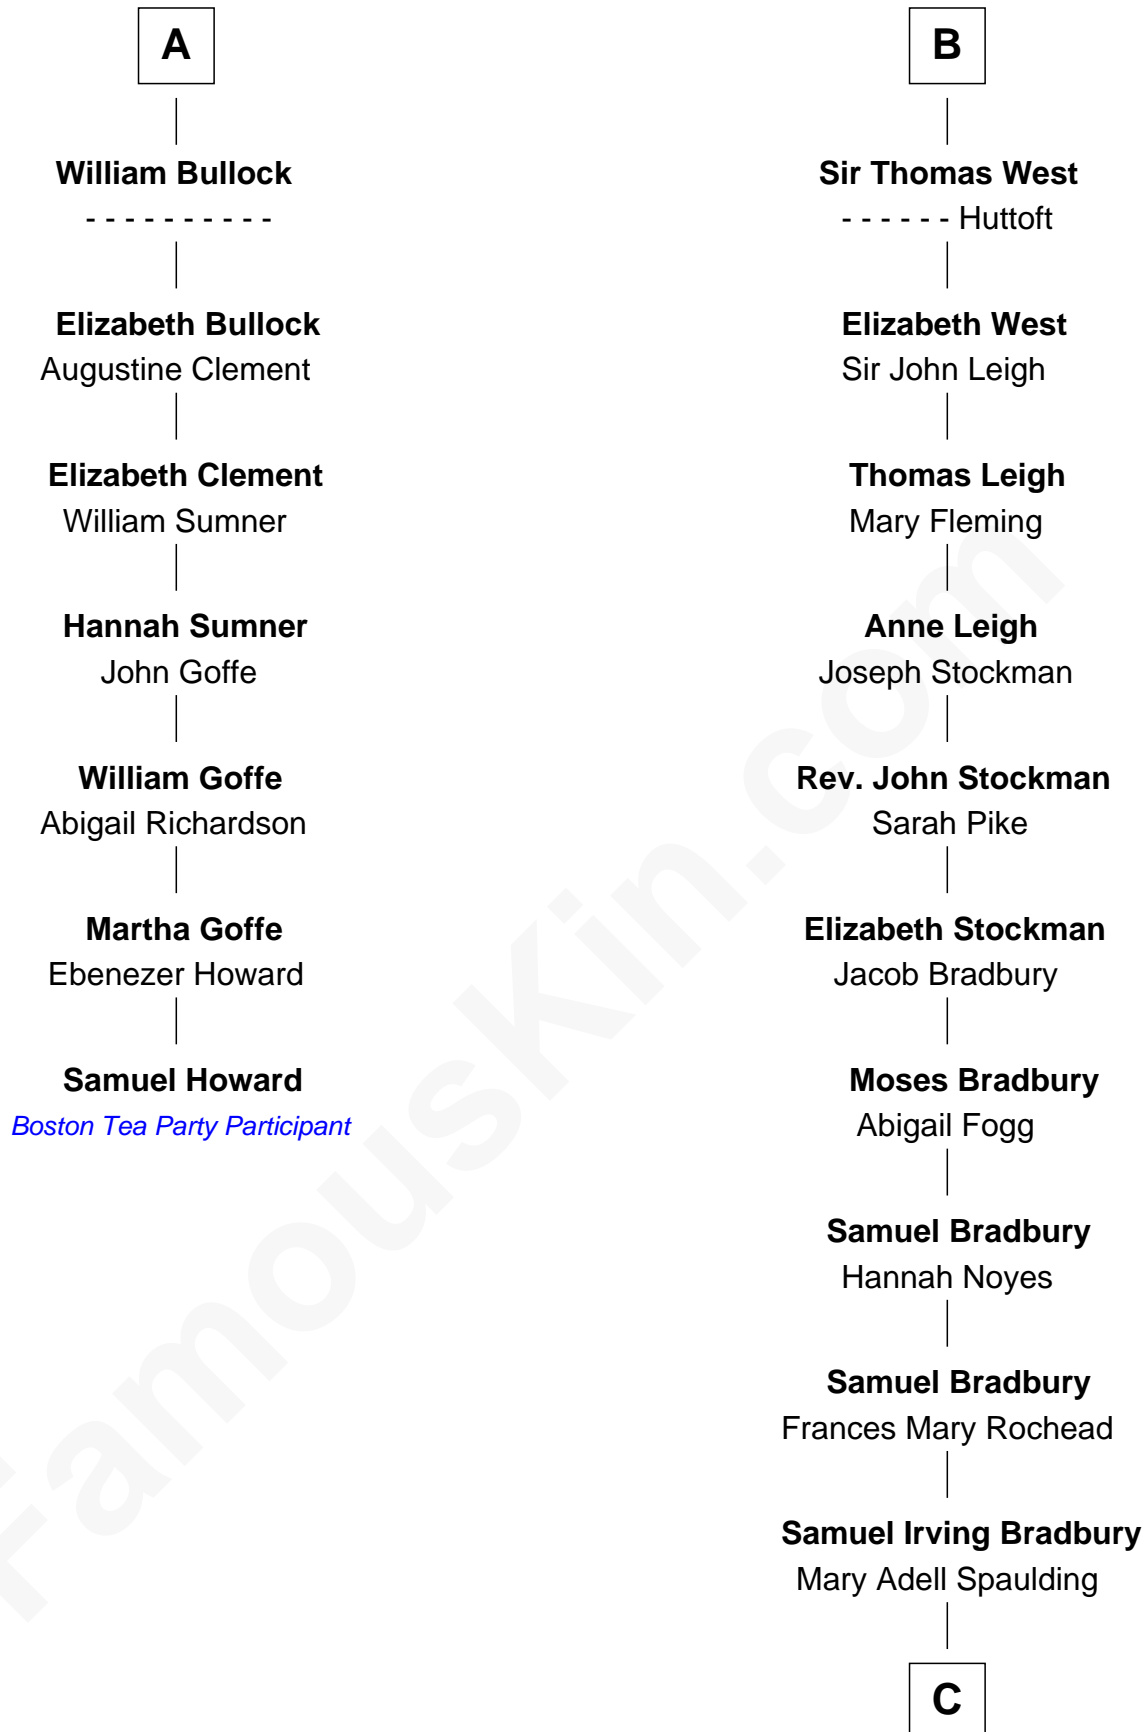 A
William Bullock
- - - - - - - - - -
Elizabeth Bullock
Augustine Clement
Elizabeth Clement
William Sumner
Hannah Sumner
John Goffe
William Goffe
Abigail Richardson
Martha Goffe
Ebenezer Howard
Samuel Howard
Boston Tea Party Participant
B
Sir Thomas West
- - - - - - Huttoft
Elizabeth West
Sir John Leigh
Thomas Leigh
Mary Fleming
Anne Leigh
Joseph Stockman
Rev. John Stockman
Sarah Pike
Elizabeth Stockman
Jacob Bradbury
Moses Bradbury
Abigail Fogg
Samuel Bradbury
Hannah Noyes
Samuel Bradbury
Frances Mary Rochead
Samuel Irving Bradbury
Mary Adell Spaulding
C
FamousKin.com